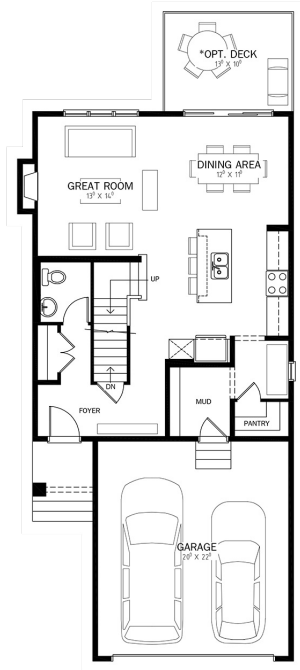 *OPT. DECK
13⁰ X 10⁰
DINING AREA
12⁰ X 11⁰
GREAT ROOM
13⁰ X 14⁰
UP
DN
FOYER
MUD
PANTRY
GARAGE
20⁰ X 22⁰